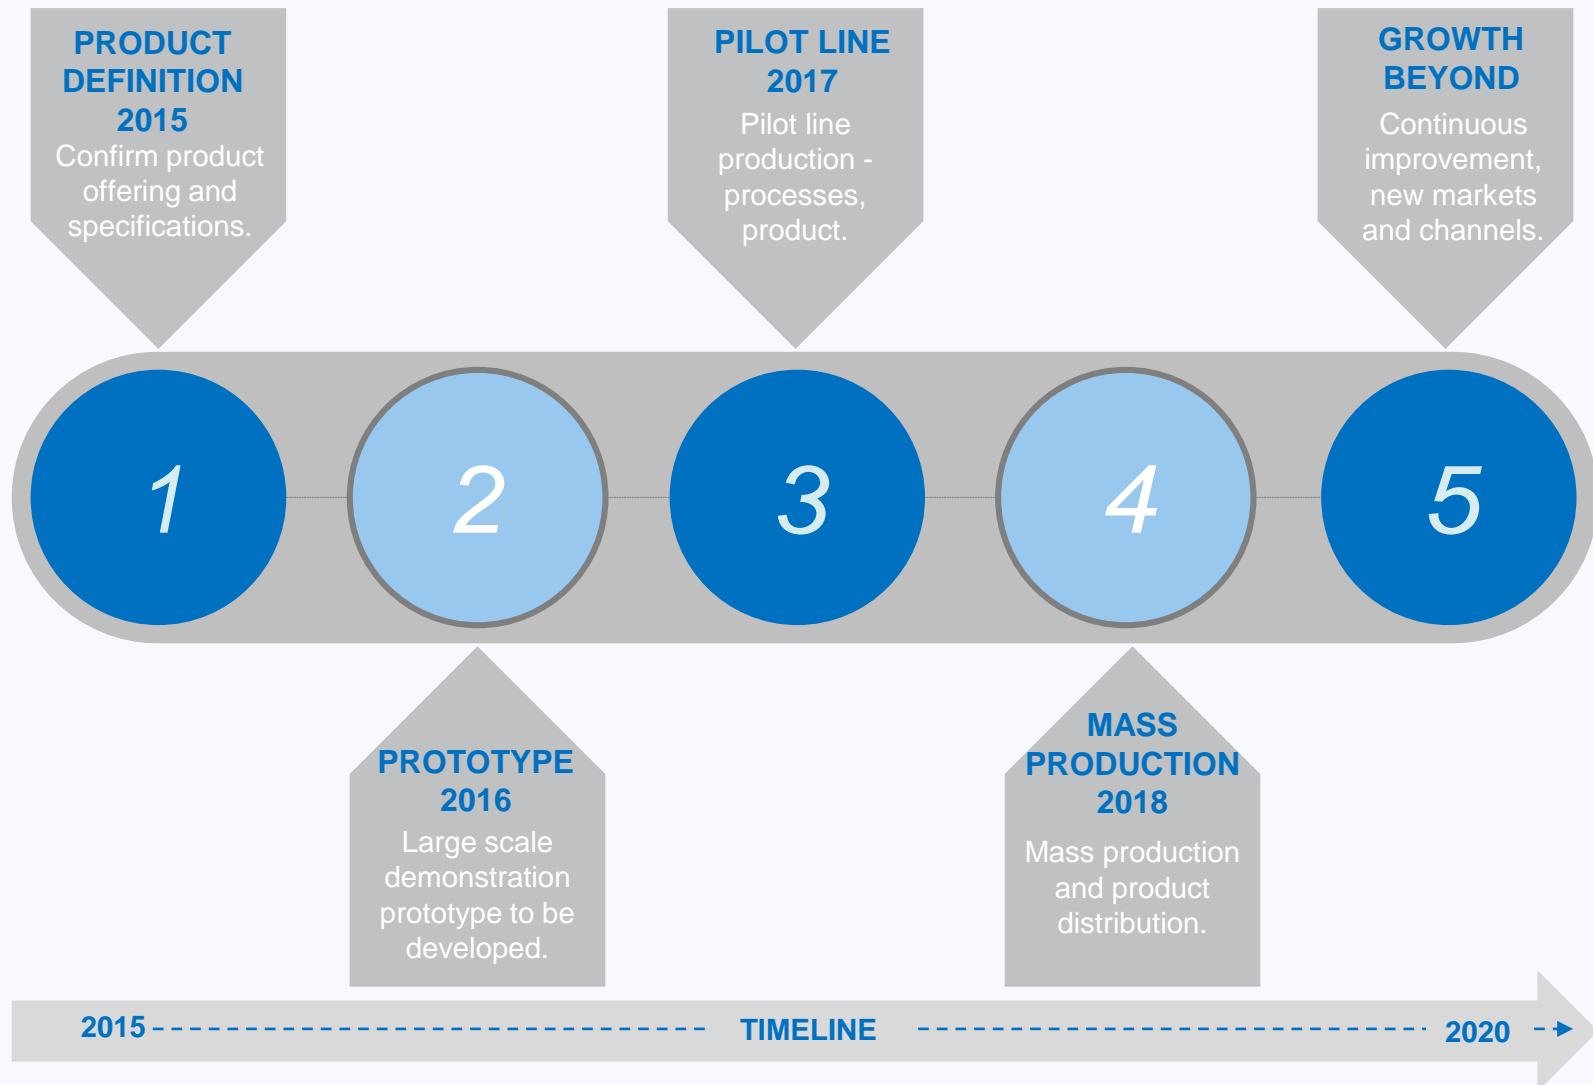 PRODUCT
DEFINITION
2015
Confirm product
offering and
specifications.
PILOT LINE
2017
Pilot line
production -
processes,
product.
GROWTH
BEYOND
Continuous
improvement,
new markets
and channels.
1
2
3
4
5
PROTOTYPE
2016
Large scale
demonstration
prototype to be
developed.
MASS
PRODUCTION
2018
Mass production
and product
distribution.
2015
TIMELINE
2020